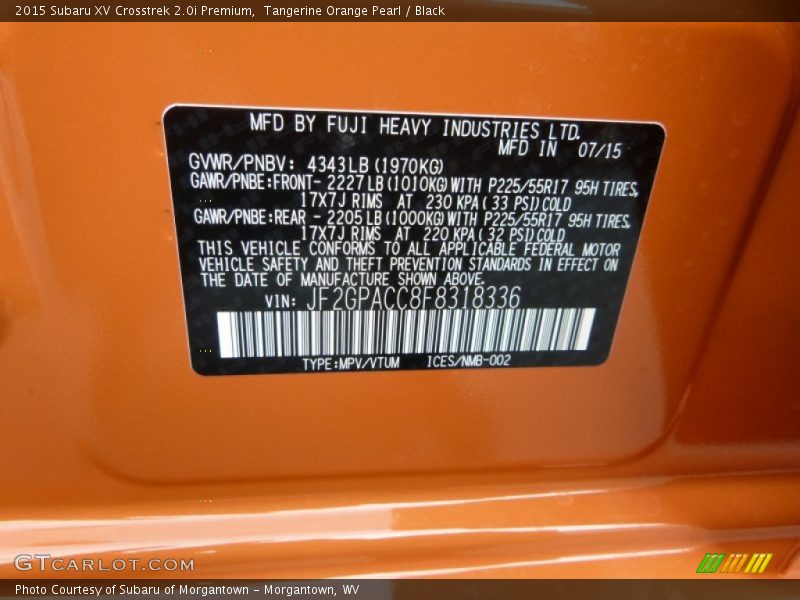 2015 Subaru XV Crosstrek 2.0i Premium, Tangerine Orange Pearl / Black
MFD BY FUJI HEAVY INDUSTRIES LTD.
MFD IN 07/15
GVWR/PNBV: 4343LB (1970KG)
GAWR/PNBE:FRONT- 2227LB (1010KG) WITH P225/55R17 95H TIRES,
17X7J RIMS AT 230 KPA ( 33 PSI) COLD
GAWR/PNBE:REAR - 2205LB (1000KG) WITH P225/55R17 95H TIRES,
17X7J RIMS AT 220 KPA ( 32 PSI) COLD
THIS VEHICLE CONFORMS TO ALL APPLICABLE FEDERAL MOTOR
VEHICLE SAFETY AND THEFT PREVENTION STANDARDS IN EFFECT ON
THE DATE OF MANUFACTURE SHOWN ABOVE.
VIN: JF2GPACC8F8318336
TYPE:MPV/VTUM ICES/NMB-002
GTCARLOT.COM
Photo Courtesy of Subaru of Morgantown - Morgantown, WV